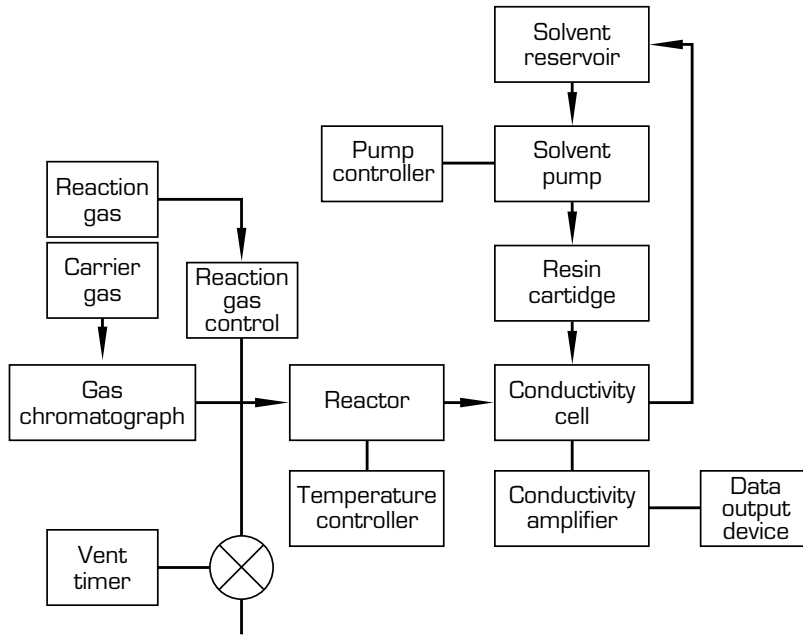 Solvent
reservoir
Pump
controller
Solvent
pump
Reaction
gas
Carrier
gas
Reaction
gas
control
Resin
cartidge
Gas
chromatograph
Reactor
Conductivity
cell
Temperature
controller
Conductivity
amplifier
Data
output
device
Vent
timer